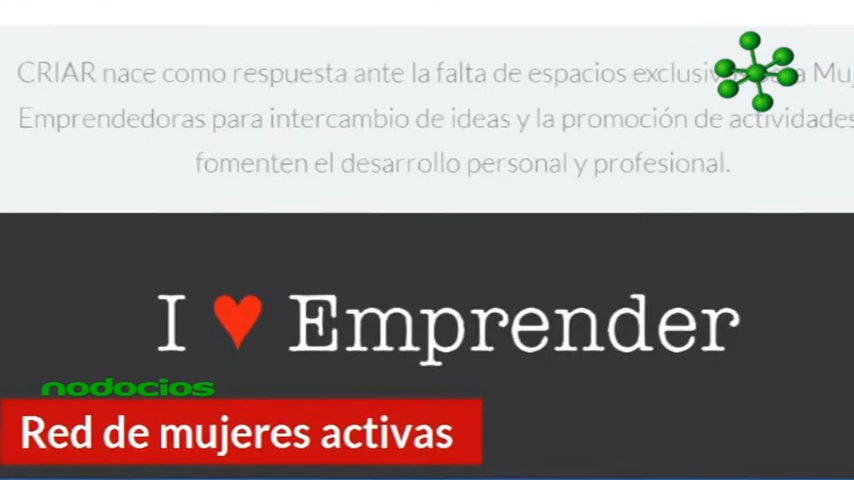 CRIAR nace como respuesta ante la falta de espacios
Emprendedoras para intercambio de ideas y la promoción de actividades
fomenten el desarrollo personal y profesional.
I ♥ Emprender
nodocios
Red de mujeres activas